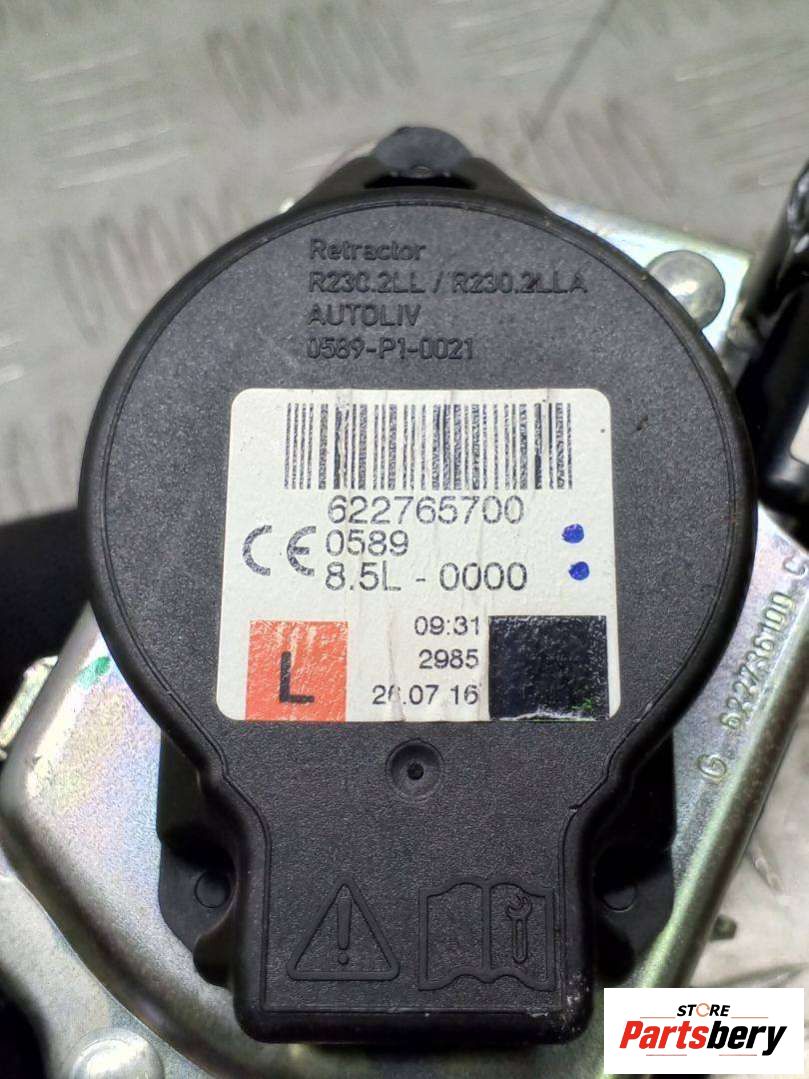 Retractor
R230.2LL / R230.2LLA
AUTOLIV
0589-P1-0021
622765700
CE 0589
8.5L - 0000
09:31
2985
L
26.07 16
G 622736100 C
STORE
Partsbery